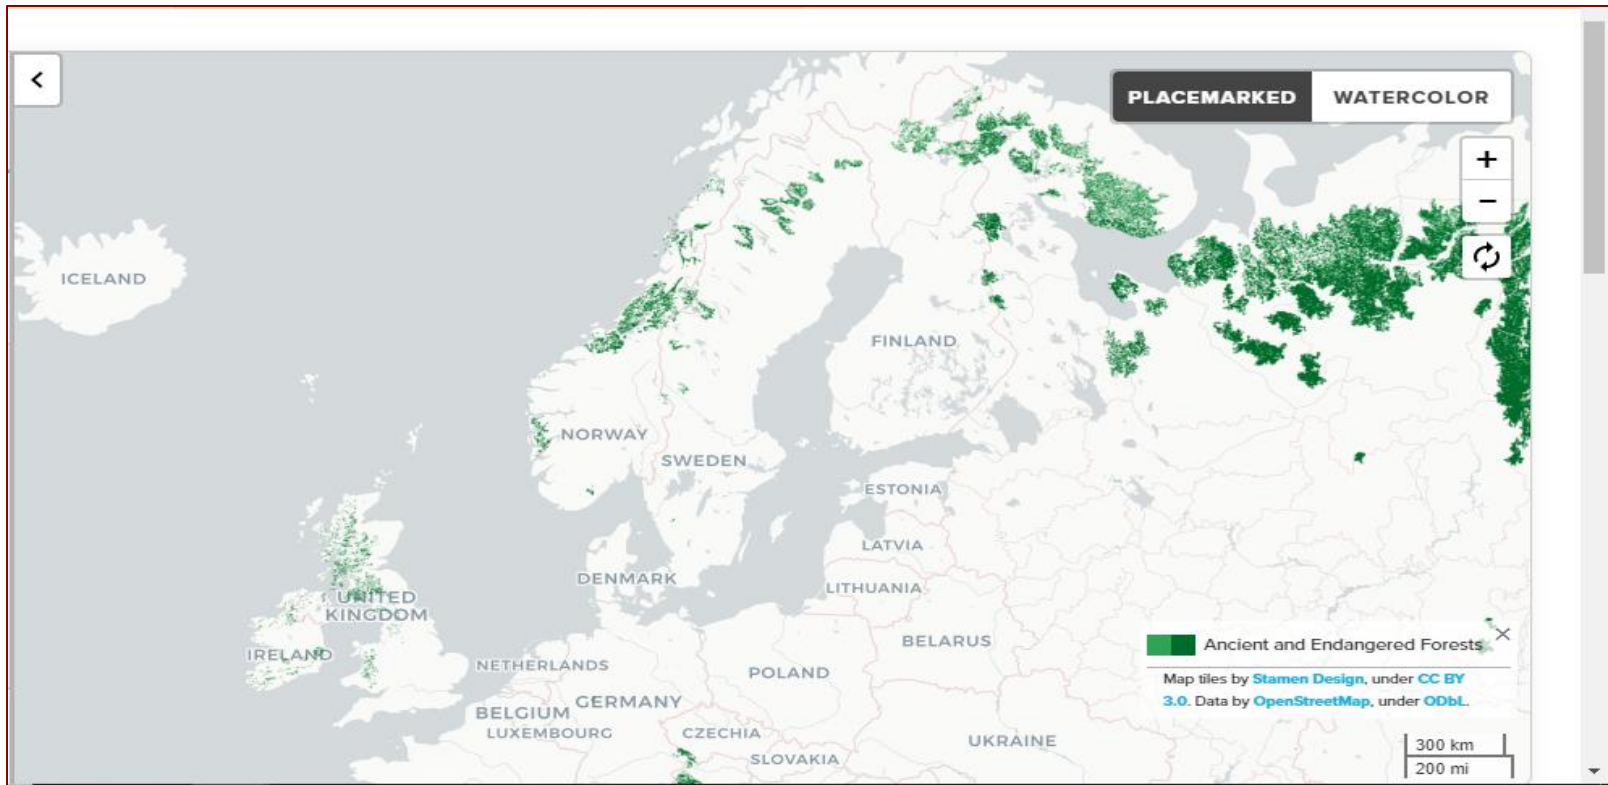 PLACEMARKED WATERCOLOR
ICELAND
FINLAND
NORWAY
SWEDEN
ESTONIA
LATVIA
DENMARK
LITHUANIA
UNITED
KINGDOM
BELARUS
IRELAND
NETHERLANDS
POLAND
GERMANY
BELGIUM
LUXEMBOURG
CZECHIA
UKRAINE
SLOVAKIA
Ancient and Endangered Forests
Map tiles by Stamen Design, under CC BY
3.0. Data by OpenStreetMap, under ODbL.
300 km
200 mi